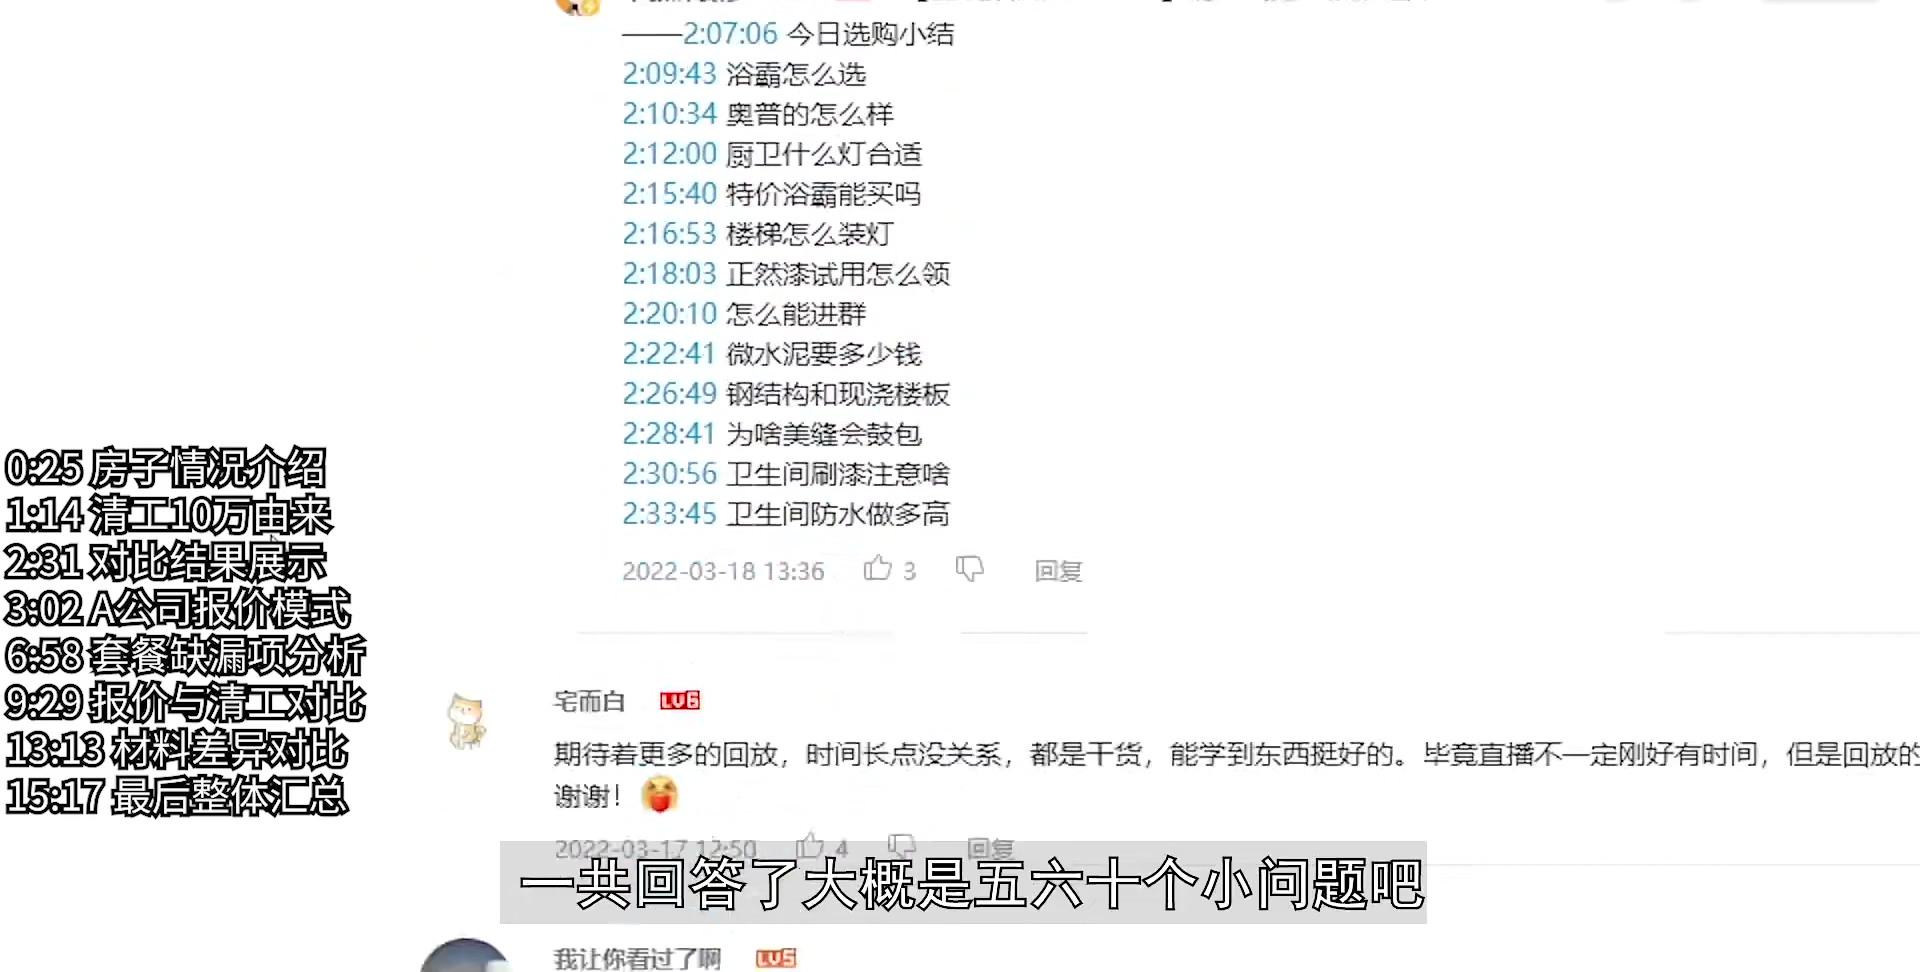 ——2:07:06 今日选购小结
2:09:43 浴霸怎么选
2:10:34 奥普的怎么样
2:12:00 厨卫什么灯合适
2:15:40 特价浴霸能买吗
2:16:53 楼梯怎么装灯
2:18:03 正然漆试用怎么领
2:20:10 怎么能进群
2:22:41 微水泥要多少钱
2:26:49 钢结构和现浇楼板
2:28:41 为啥美缝会鼓包
2:30:56 卫生间刷漆注意啥
2:33:45 卫生间防水做多高
2022-03-18 13:36 3 回复
0:25 房子情况介绍
1:14 清工10万由来
2:31 对比结果展示
3:02 A公司报价模式
6:58 套餐缺漏项分析
9:29 报价与清工对比
13:13 材料差异对比
15:17 最后整体汇总
宅而白 LV6
期待着更多的回放，时间长点没关系，都是干货，能学到东西挺好的。毕竟直播不一定刚好有时间，但是回放的
谢谢！
2022-03-17 12:50 4 回复
一共回答了大概是五六十个小问题吧
我让你看过了啊 LV5